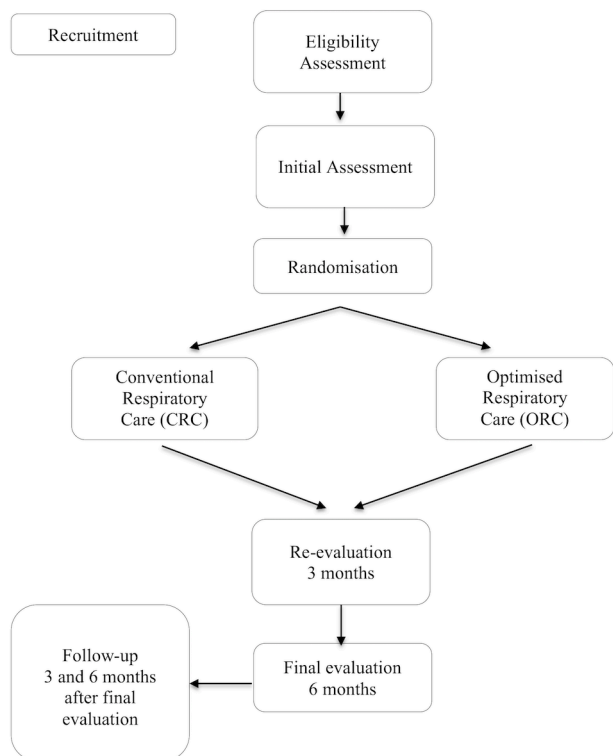 Recruitment
Eligibility
Assessment
Initial Assessment
Randomisation
Conventional
Respiratory
Care (CRC)
Optimised
Respiratory
Care (ORC)
Re-evaluation
3 months
Follow-up
3 and 6 months
after final
evaluation
Final evaluation
6 months